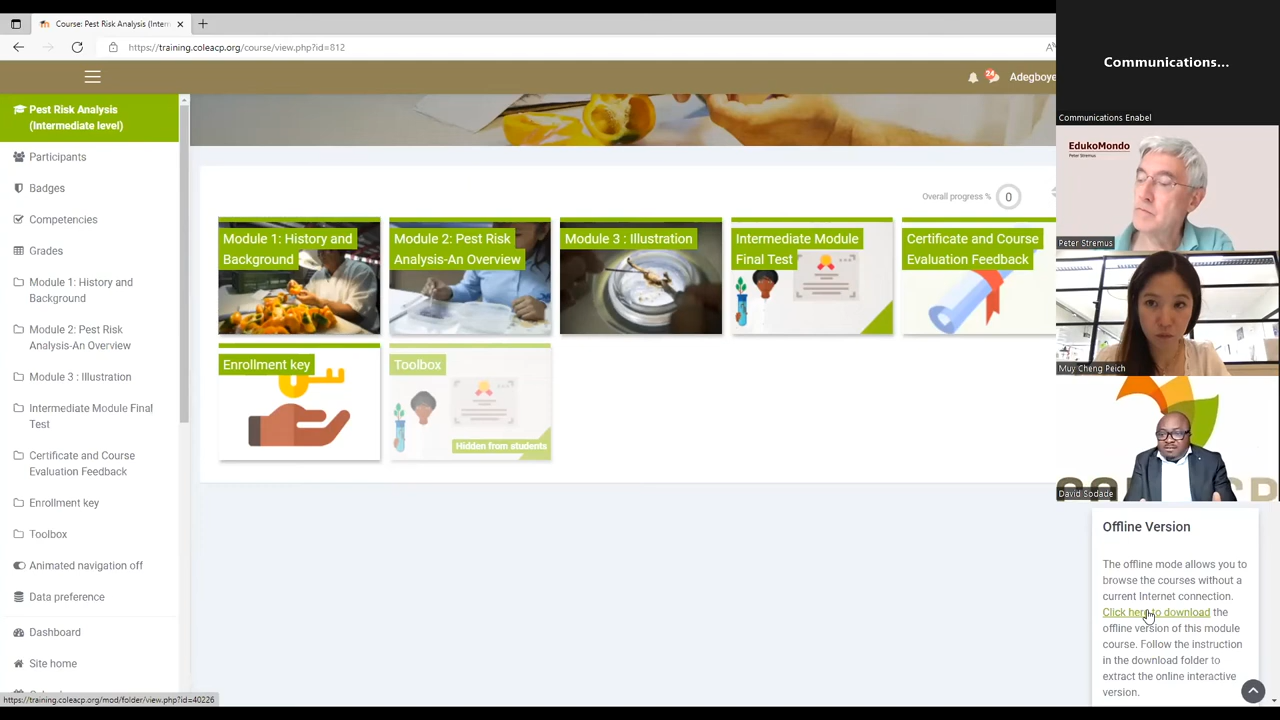 Course: Pest Risk Analysis (Inter
https://training.coleacp.org/course/view.php?id=812
24
Adegboye
Pest Risk Analysis
(Intermediate level)
Participants
Badges
Competencies
Grades
Module 1: History and
Background
Module 2: Pest Risk
Analysis-An Overview
Module 3 : Illustration
Intermediate Module Final
Test
Certificate and Course
Evaluation Feedback
Enrollment key
Toolbox
Animated navigation off
Data preference
Dashboard
Site home
https://training.coleacp.org/mod/folder/view.php?id=40226
Overall progress %
0
Module 1: History and
Background
Module 2: Pest Risk
Analysis-An Overview
Module 3 : Illustration
Intermediate Module
Final Test
Certificate and Course
Evaluation Feedback
Enrollment key
Toolbox
Hidden from students
Communications...
Communications Enabel
EdukoMondo
Peter Stremus
Peter Stremus
Muy Cheng Peich
David Sodade
Offline Version
The offline mode allows you to
browse the courses without a
current Internet connection.
Click here to download the
offline version of this module
course. Follow the instruction
in the download folder to
extract the online interactive
version.